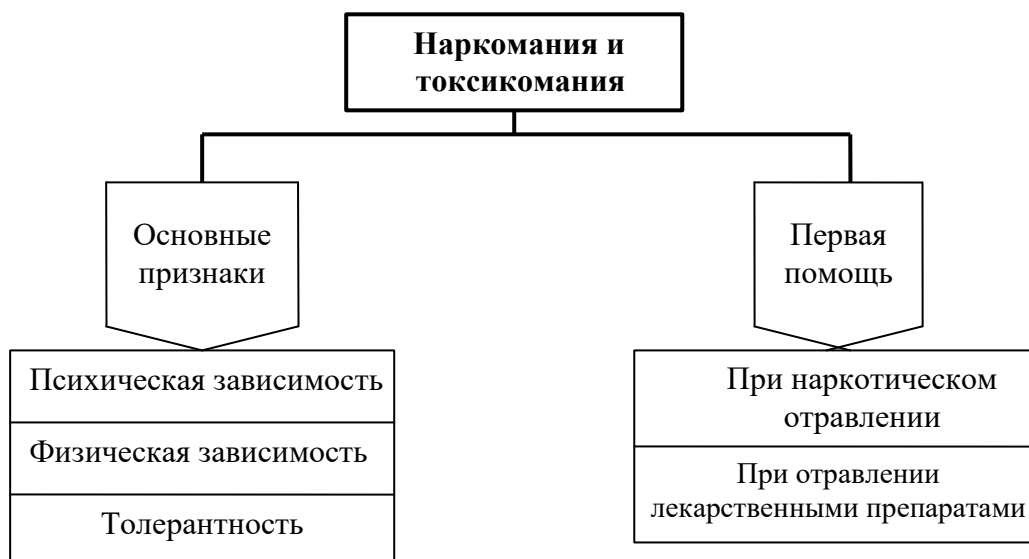 Наркомания и
токсикомания
Основные
признаки
Первая
помощь
Психическая зависимость
Физическая зависимость
Толерантность
При наркотическом
отравлении
При отравлении
лекарственными препаратами